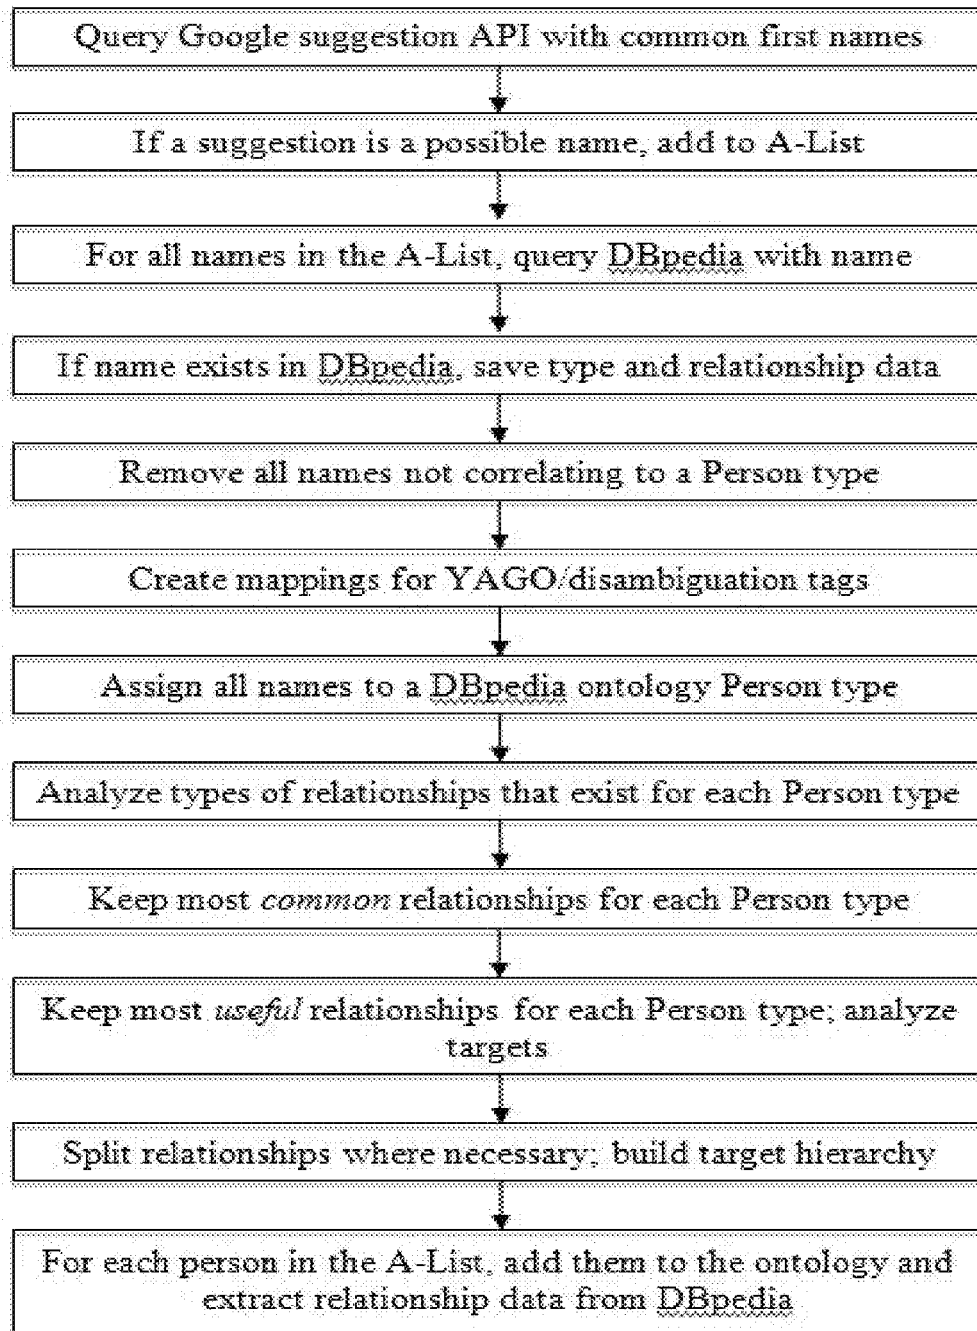 Query Google suggestion API with common first names
If a suggestion is a possible name, add to A-List
For all names in the A-List, query DBpedia with name
If name exists in DBpedia, save type and relationship data
Remove all names not correlating to a Person type
Create mappings for YAGO/disambiguation tags
Assign all names to a DBpedia ontology Person type
Analyze types of relationships that exist for each Person type
Keep most common relationships for each Person type
Keep most useful relationships for each Person type; analyze
targets
Split relationships where necessary; build target hierarchy
For each person in the A-List, add them to the ontology and
extract relationship data from DBpedia